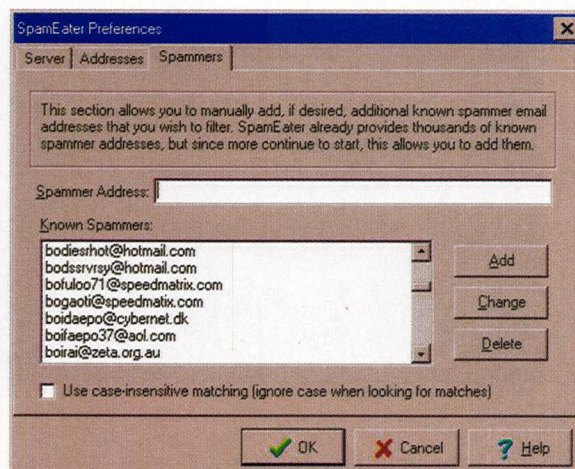 SpamEater Preferences
Server Addresses Spammers
This section allows you to manually add, if desired, additional known spammer email
addresses that you wish to filter. SpamEater already provides thousands of known
spammer addresses, but since more continue to start, this allows you to add them.
Spammer Address:
Known Spammers:
bodiesrhot@hotmail.com
bodssrvrsy@hotmail.com
bofuloo71@speedmatrix.com
bogaoti@speedmatix.com
boidaepo@cybernet.dk
boifaepo37@aol.com
boirai@zeta.org.au
Add
Change
Delete
Use case-insensitive matching (ignore case when looking for matches)
OK Cancel Help